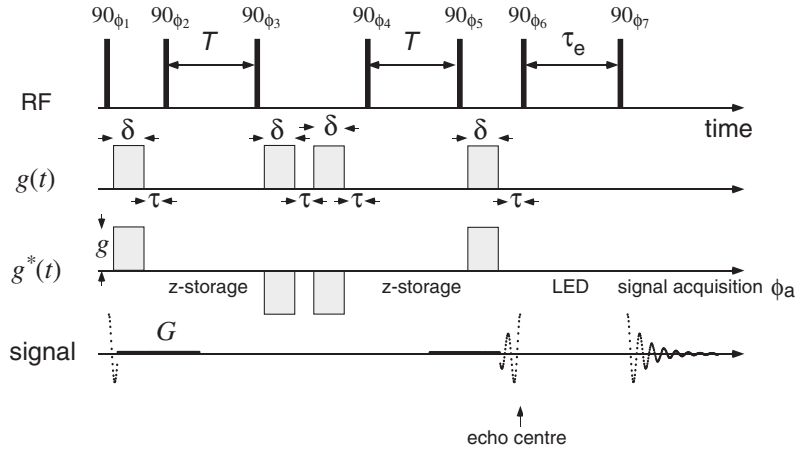 90ϕ1 90ϕ2 90ϕ3 90ϕ4 90ϕ5 90ϕ6 90ϕ7
T T τe
RF
time
δ δ δ δ
g(t)
τ τ τ τ
g
g*(t)
z-storage z-storage LED signal acquisition ϕa
G
signal
echo centre